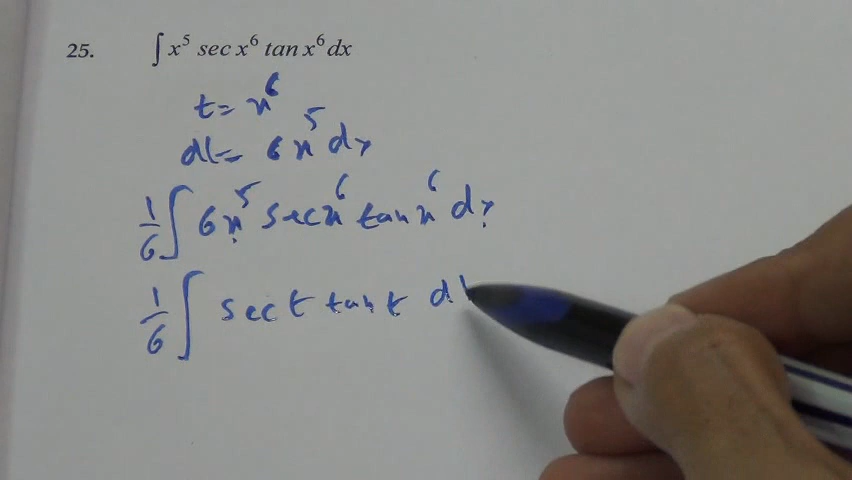 25. ∫ x⁵ sec x⁶ tan x⁶ dx
t = x⁶
dt = 6x⁵ dx
1/6 ∫ 6x⁵ sec x⁶ tan x⁶ dx
1/6 ∫ sec t tan t dt